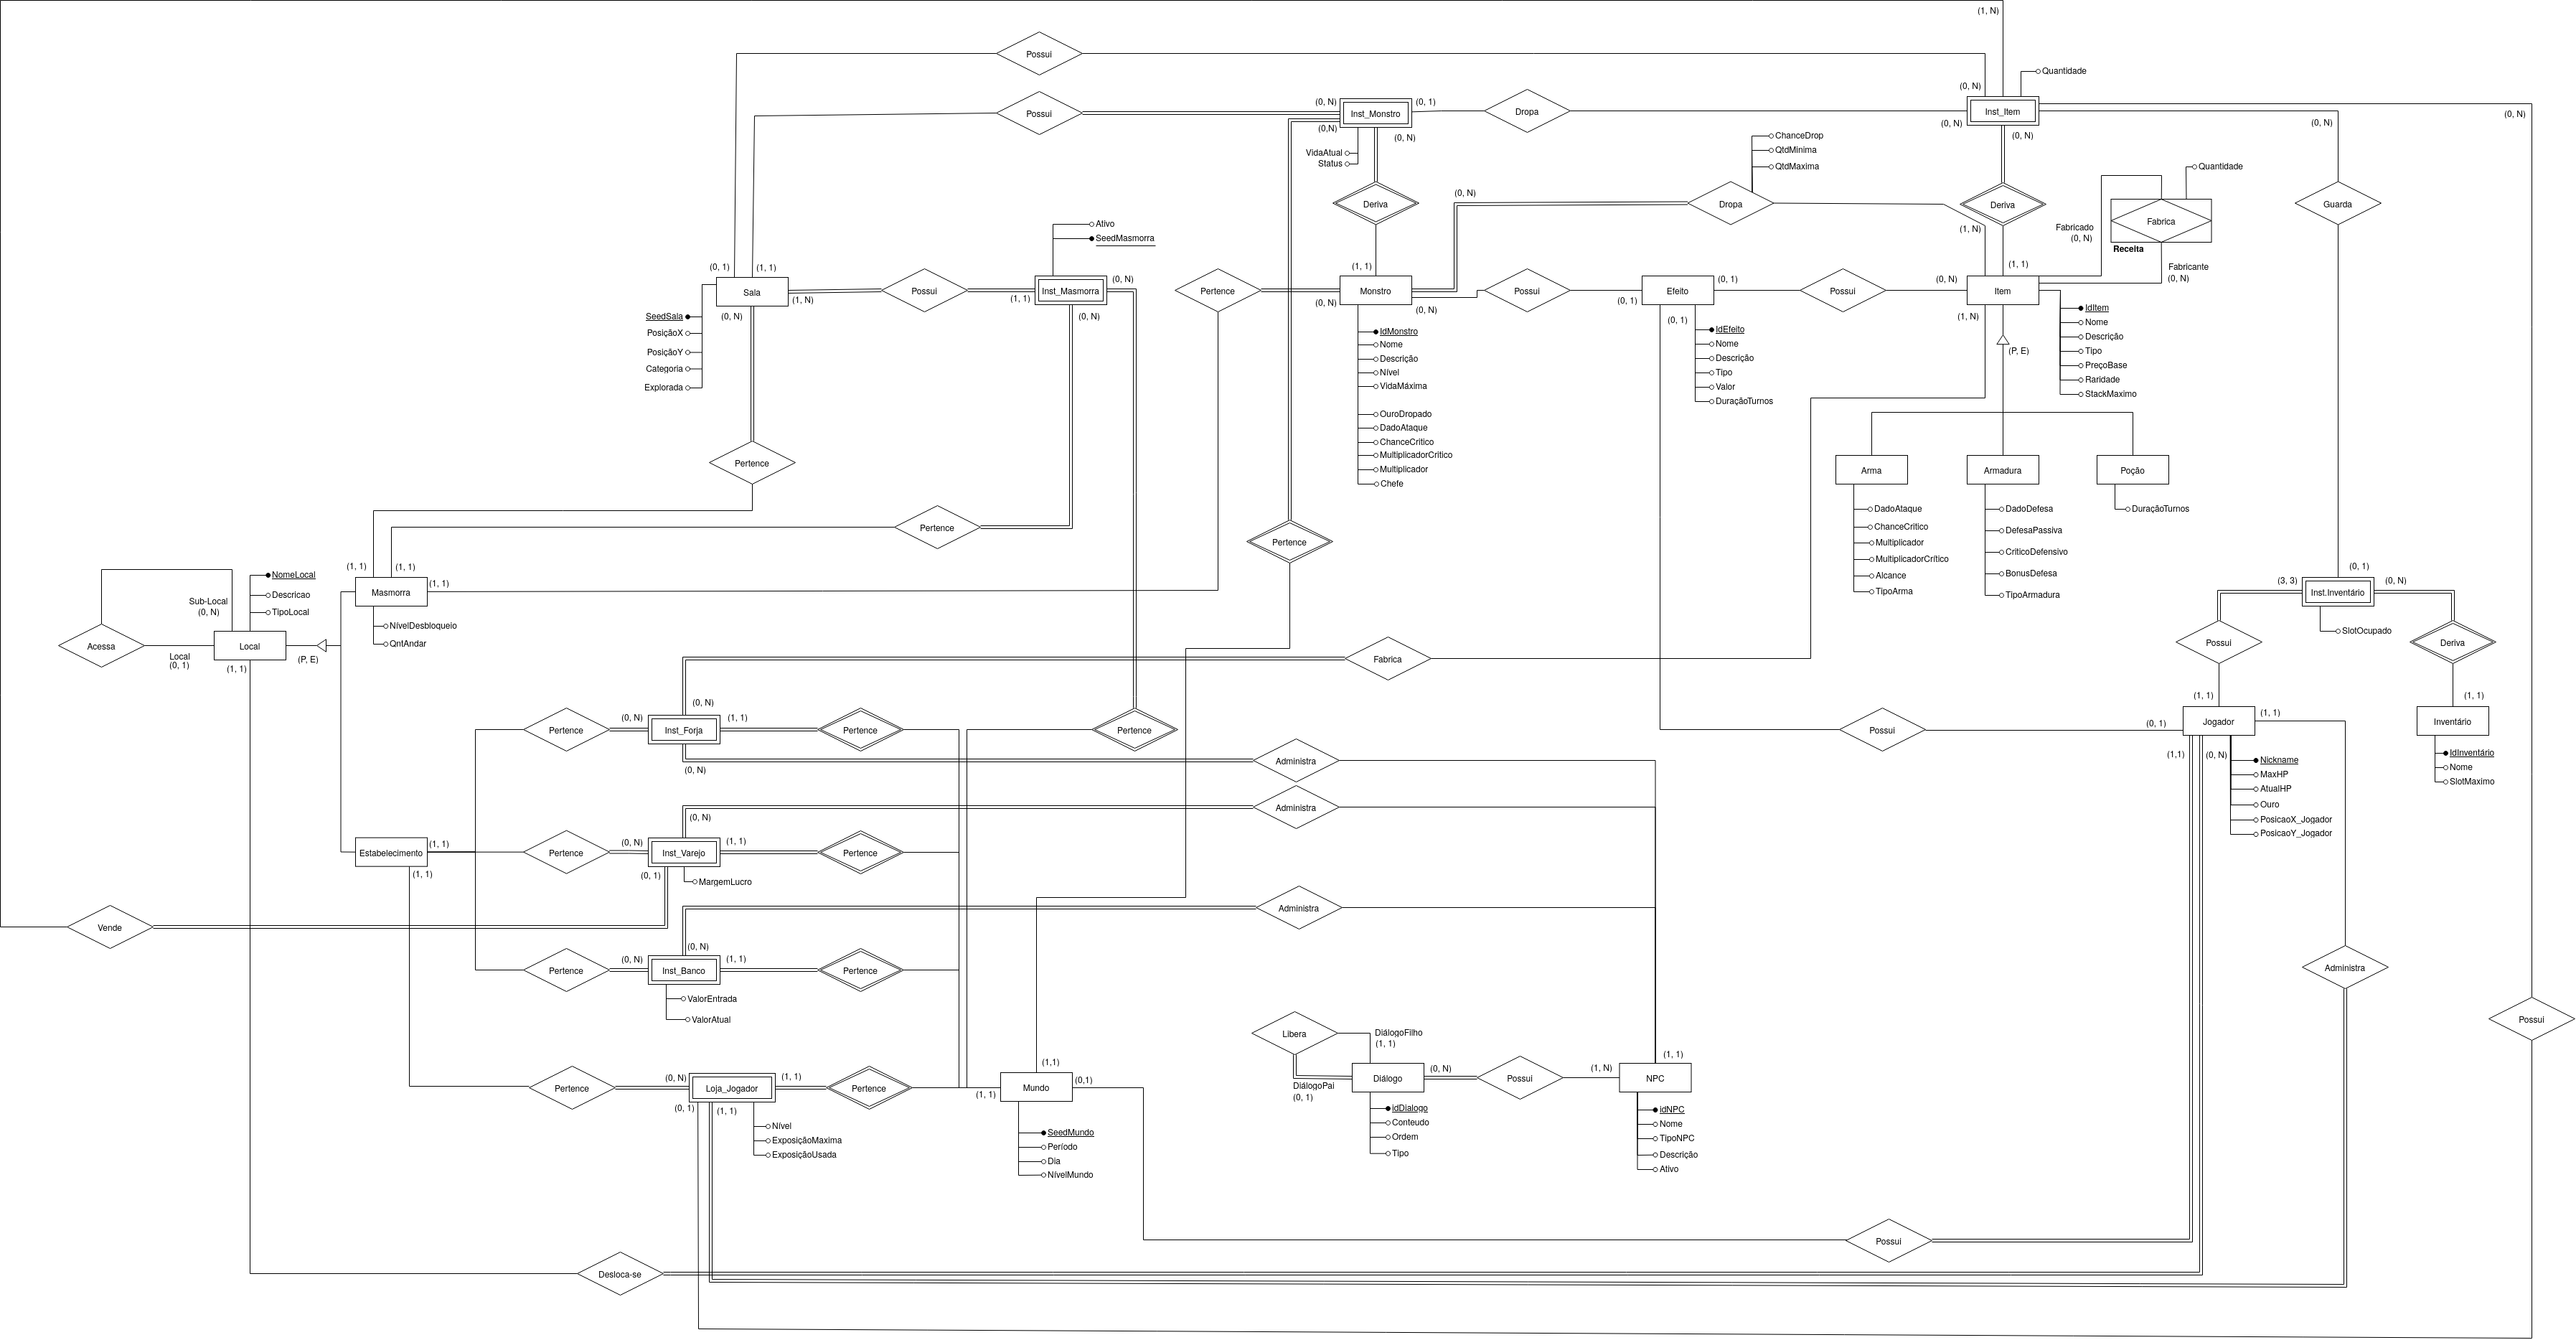 (1, N)
Possui
Quantidade
(0, N)
Possui
(0, N)
Inst_Monstro
(0, 1)
Dropa
Inst_Item
(0, N)
(0, N)
(0,N)
(0, N)
(0, N)
(0, N)
(0, N)
VidaAtual
Status
ChanceDrop
QtdMinima
QtdMaxima
Quantidade
Deriva
(0, N)
Dropa
Deriva
Fabrica
Guarda
Ativo
SeedMasmorra
(1, N)
Fabricado
(0, N)
Receita
(0, 1)
(1, 1)
(1, 1)
(1, 1)
Fabricante
(0, N)
Sala
(1, N)
Possui
(1, 1)
Inst_Masmorra
(0, N)
(0, N)
Pertence
Monstro
(0, N)
(0, N)
Possui
(0, 1)
Efeito
(0, 1)
(0, 1)
Possui
(0, N)
Item
(1, N)
(0, N)
SeedSala
PosiçãoX
PosiçãoY
Categoria
Explorada
IdMonstro
Nome
Descrição
Nível
VidaMáxima
OuroDropado
DadoAtaque
ChanceCritico
MultiplicadorCritico
Multiplicador
Chefe
IdEfeito
Nome
Descrição
Tipo
Valor
DuraçãoTurnos
(P, E)
IdItem
Nome
Descrição
Tipo
PreçoBase
Raridade
StackMaximo
Pertence
Arma
Armadura
Poção
DadoAtaque
ChanceCritico
Multiplicador
MultiplicadorCrítico
Alcance
TipoArma
DadoDefesa
DefesaPassiva
CriticoDefensivo
BonusDefesa
TipoArmadura
DuraçãoTurnos
Pertence
Pertence
(1, 1)
(1, 1)
Masmorra
(1, 1)
NívelDesbloqueio
QntAndar
NomeLocal
Descricao
TipoLocal
Sub-Local
(0, N)
Acessa
Local
(0, 1)
Local
(1, 1)
(P, E)
(0, 1)
(3, 3)
Inst.Inventário
(0, N)
SlotOcupado
Possui
Deriva
Fabrica
(0, N)
(1, 1)
(1, 1)
Pertence
(0, N)
Inst_Forja
(1, 1)
Pertence
Pertence
(0, N)
Possui
(0, 1)
Jogador
(1, 1)
(1,1)
(0, N)
Inventário
Nickname
MaxHP
AtualHP
Ouro
PosicaoX_Jogador
PosicaoY_Jogador
IdInventário
Nome
SlotMaximo
Administra
Administra
(0, N)
Estabelecimento
(1, 1)
(1, 1)
Pertence
(0, N)
Inst_Varejo
(1, 1)
Pertence
(0, 1)
MargemLucro
Vende
Administra
(0, N)
Pertence
(0, N)
Inst_Banco
(1, 1)
Pertence
ValorEntrada
ValorAtual
Administra
Possui
Libera
DiálogoFilho
(1, 1)
Pertence
(0, N)
Loja_Jogador
(1, 1)
Pertence
(0, 1)
(1, 1)
(1,1)
(1, 1)
Mundo
(0,1)
DiálogoPai
(0, 1)
Diálogo
(0, N)
Possui
(1, N)
NPC
(1, 1)
Nível
ExposiçãoMaxima
ExposiçãoUsada
SeedMundo
Período
Dia
NívelMundo
idDialogo
Conteudo
Ordem
Tipo
idNPC
Nome
TipoNPC
Descrição
Ativo
Possui
Desloca-se